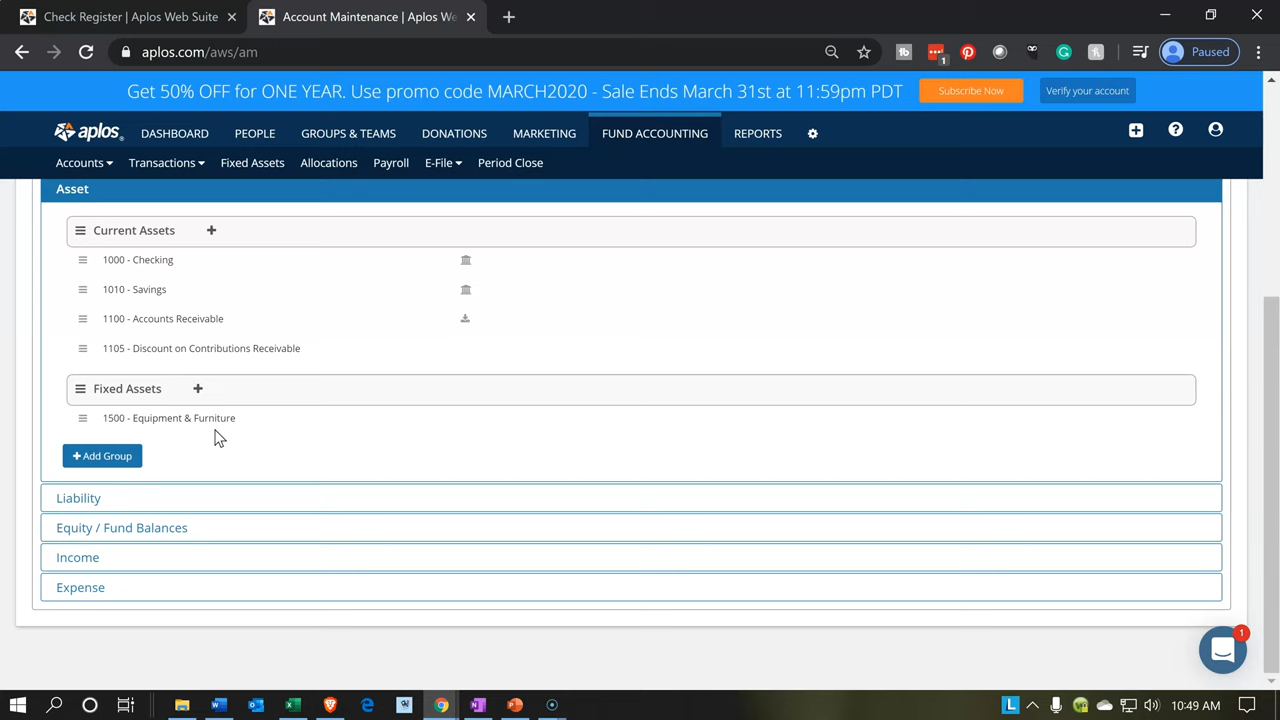 Check Register | Aplos Web Suite
Account Maintenance | Aplos We
aplos.com/aws/am
Paused
Get 50% OFF for ONE YEAR. Use promo code MARCH2020 - Sale Ends March 31st at 11:59pm PDT
Subscribe Now
Verify your account
aplos
DASHBOARD
PEOPLE
GROUPS & TEAMS
DONATIONS
MARKETING
FUND ACCOUNTING
REPORTS
Accounts
Transactions
Fixed Assets
Allocations
Payroll
E-File
Period Close
Asset
Current Assets
1000 - Checking
1010 - Savings
1100 - Accounts Receivable
1105 - Discount on Contributions Receivable
Fixed Assets
1500 - Equipment & Furniture
Add Group
Liability
Equity / Fund Balances
Income
Expense
1
10:49 AM